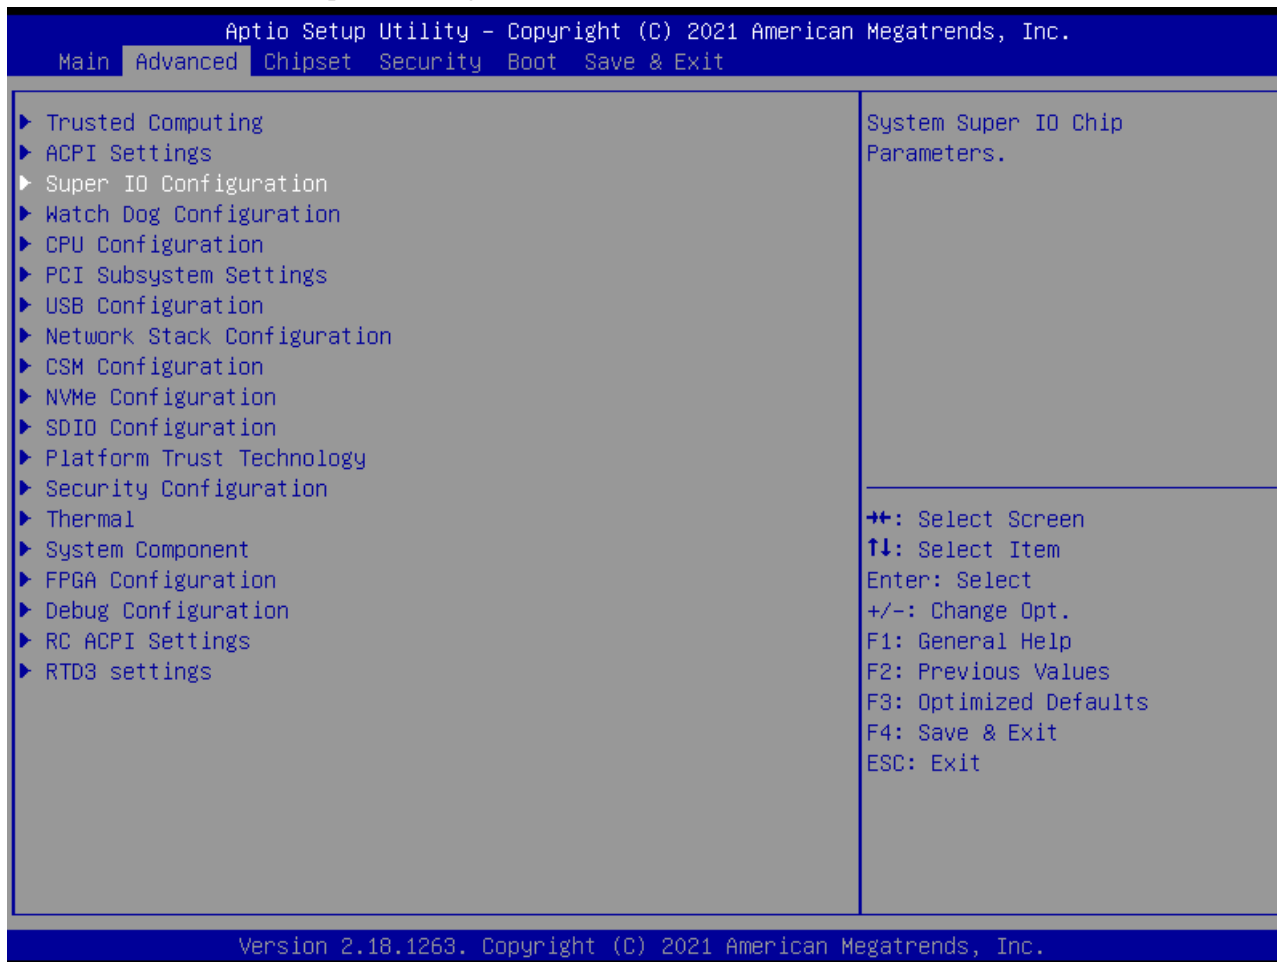 Aptio Setup Utility – Copyright (C) 2021 American Megatrends, Inc.
Main Advanced Chipset Security Boot Save & Exit
Trusted Computing
ACPI Settings
Super IO Configuration
Watch Dog Configuration
CPU Configuration
PCI Subsystem Settings
USB Configuration
Network Stack Configuration
CSM Configuration
NVMe Configuration
SDIO Configuration
Platform Trust Technology
Security Configuration
Thermal
System Component
FPGA Configuration
Debug Configuration
RC ACPI Settings
RTD3 settings
System Super IO Chip
Parameters.
→←: Select Screen
↑↓: Select Item
Enter: Select
+/-: Change Opt.
F1: General Help
F2: Previous Values
F3: Optimized Defaults
F4: Save & Exit
ESC: Exit
Version 2.18.1263. Copyright (C) 2021 American Megatrends, Inc.